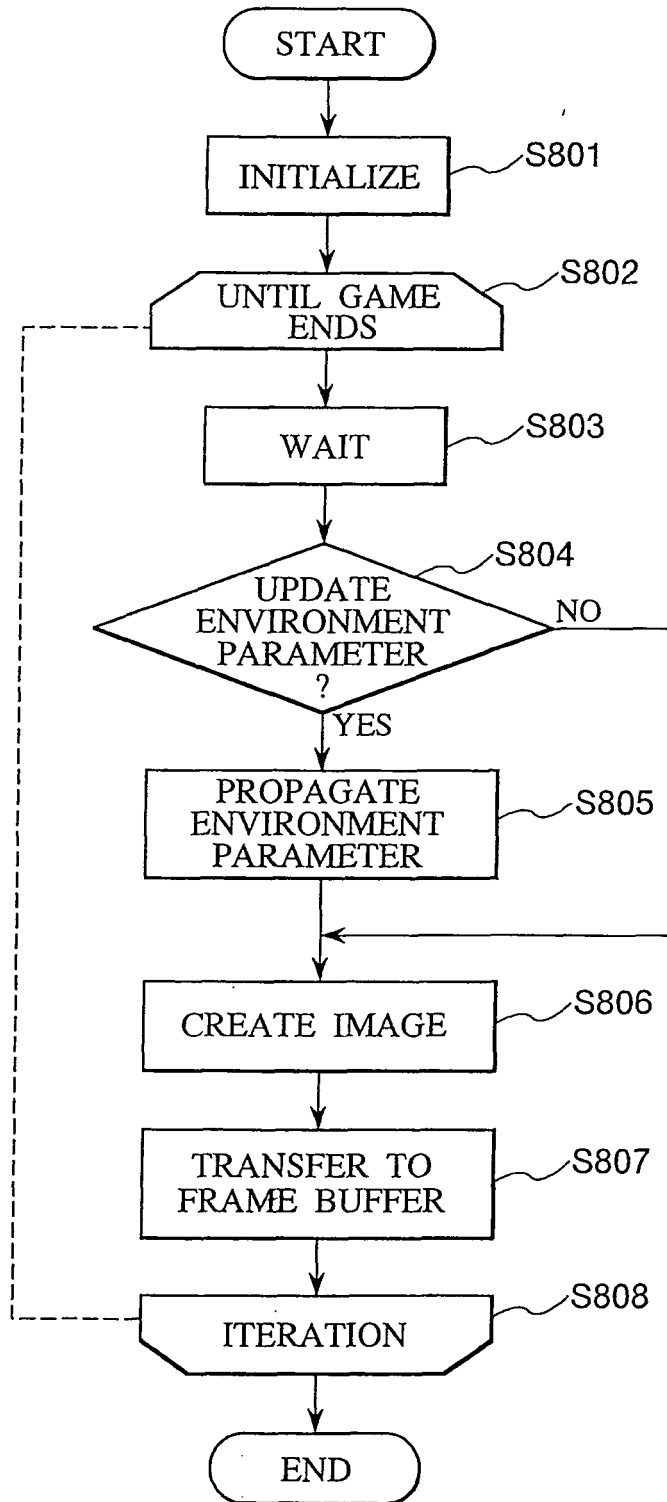 START
INITIALIZE
S801
UNTIL GAME
ENDS
S802
WAIT
S803
UPDATE
ENVIRONMENT
PARAMETER
?
S804
NO
YES
PROPAGATE
ENVIRONMENT
PARAMETER
S805
CREATE IMAGE
S806
TRANSFER TO
FRAME BUFFER
S807
ITERATION
S808
END